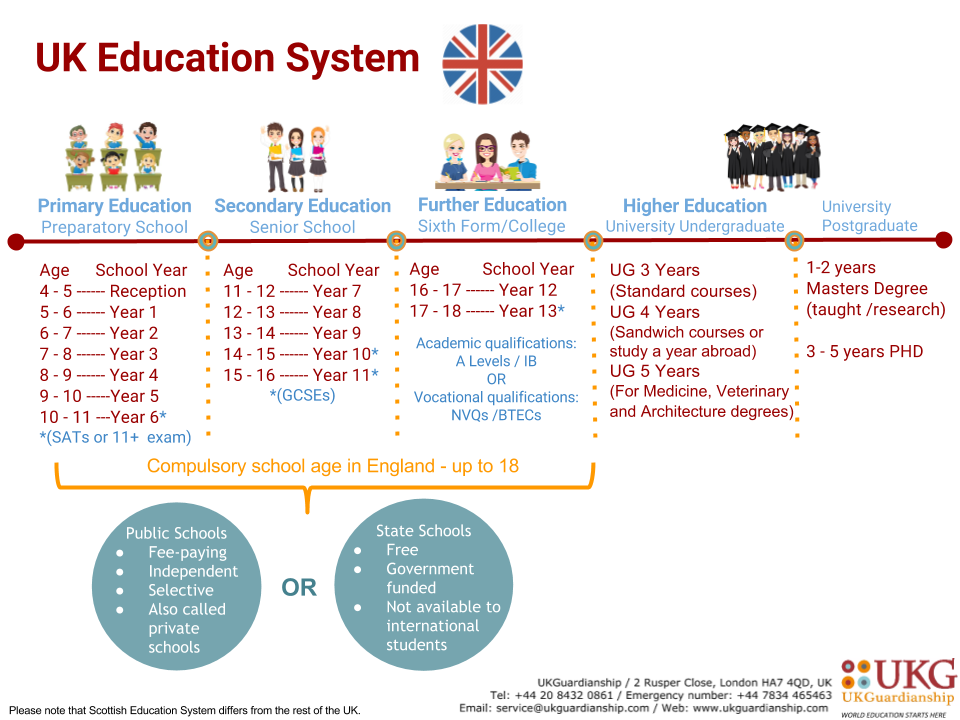 UK Education System
Primary Education
Preparatory School
Secondary Education
Senior School
Further Education
Sixth Form/College
Higher Education
University Undergraduate
University
Postgraduate
Age School Year
4 - 5 ------ Reception
5 - 6 ------ Year 1
6 - 7 ------ Year 2
7 - 8 ------ Year 3
8 - 9 ------ Year 4
9 - 10 -----Year 5
10 - 11 ---Year 6*
*(SATs or 11+ exam)
Age School Year
11 - 12 ------ Year 7
12 - 13 ------ Year 8
13 - 14 ------ Year 9
14 - 15 ------ Year 10*
15 - 16 ------ Year 11*
*(GCSEs)
Age School Year
16 - 17 ------ Year 12
17 - 18 ------ Year 13*
Academic qualifications:
A Levels / IB
OR
Vocational qualifications:
NVQs /BTECs
UG 3 Years
(Standard courses)
UG 4 Years
(Sandwich courses or
study a year abroad)
UG 5 Years
(For Medicine, Veterinary
and Architecture degrees)
1-2 years
Masters Degree
(taught /research)
3 - 5 years PHD
Compulsory school age in England - up to 18
Public Schools
● Fee-paying
● Independent
● Selective
● Also called
private
schools
OR
State Schools
● Free
● Government
funded
● Not available to
international
students
UKGuardianship / 2 Rusper Close, London HA7 4QD, UK
Tel: +44 20 8432 0861 / Emergency number: +44 7834 465463
Email: service@ukguardianship.com / Web: www.ukguardianship.com
UKG
UKGuardianship
WORLD EDUCATION STARTS HERE
Please note that Scottish Education System differs from the rest of the UK.